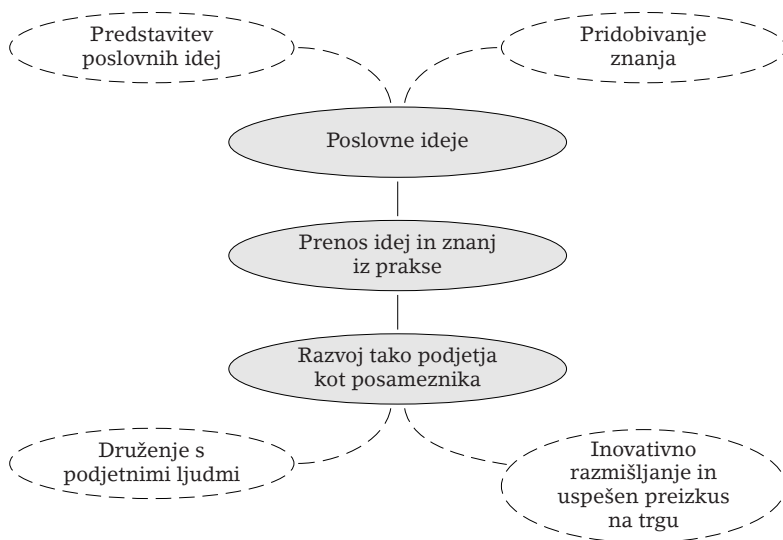 Predstavitev
poslovnih idej
Pridobivanje
znanja
Poslovne ideje
Prenos idej in znanj
iz prakse
Razvoj tako podjetja
kot posameznika
Druženje s
podjetnimi ljudmi
Inovativno
razmišljanje in
uspešen preizkus
na trgu